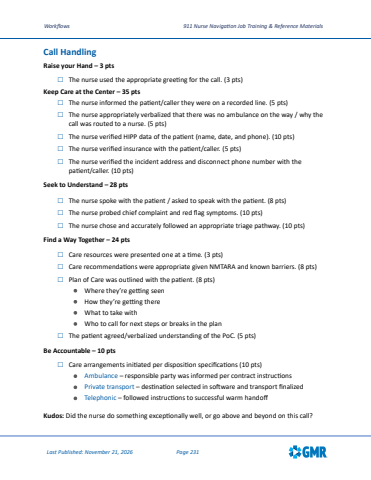 Workflows 911 Nurse Navigation Job Training & Reference Materials
Call Handling
Raise your Hand – 3 pts
☐ The nurse used the appropriate greeting for the call. (3 pts)
Keep Care at the Center – 35 pts
☐ The nurse informed the patient/caller they were on a recorded line. (5 pts)
☐ The nurse appropriately verbalized that there was no ambulance on the way / why the
call was routed to a nurse. (5 pts)
☐ The nurse verified HIPP data of the patient (name, date, and phone). (10 pts)
☐ The nurse verified insurance with the patient/caller. (5 pts)
☐ The nurse verified the incident address and disconnect phone number with the
patient/caller. (10 pts)
Seek to Understand – 28 pts
☐ The nurse spoke with the patient / asked to speak with the patient. (8 pts)
☐ The nurse probed chief complaint and red flag symptoms. (10 pts)
☐ The nurse chose and accurately followed an appropriate triage pathway. (10 pts)
Find a Way Together – 24 pts
☐ Care resources were presented one at a time. (3 pts)
☐ Care recommendations were appropriate given NMTARA and known barriers. (8 pts)
☐ Plan of Care was outlined with the patient. (8 pts)
● Where they're getting seen
● How they're getting there
● What to take with
● Who to call for next steps or breaks in the plan
☐ The patient agreed/verbalized understanding of the PoC. (5 pts)
Be Accountable – 10 pts
☐ Care arrangements initiated per disposition specifications (10 pts)
● Ambulance – responsible party was informed per contract instructions
● Private transport – destination selected in software and transport finalized
● Telephonic – followed instructions to successful warm handoff
Kudos: Did the nurse do something exceptionally well, or go above and beyond on this call?
Last Published: November 21, 2026 Page 231 GMR